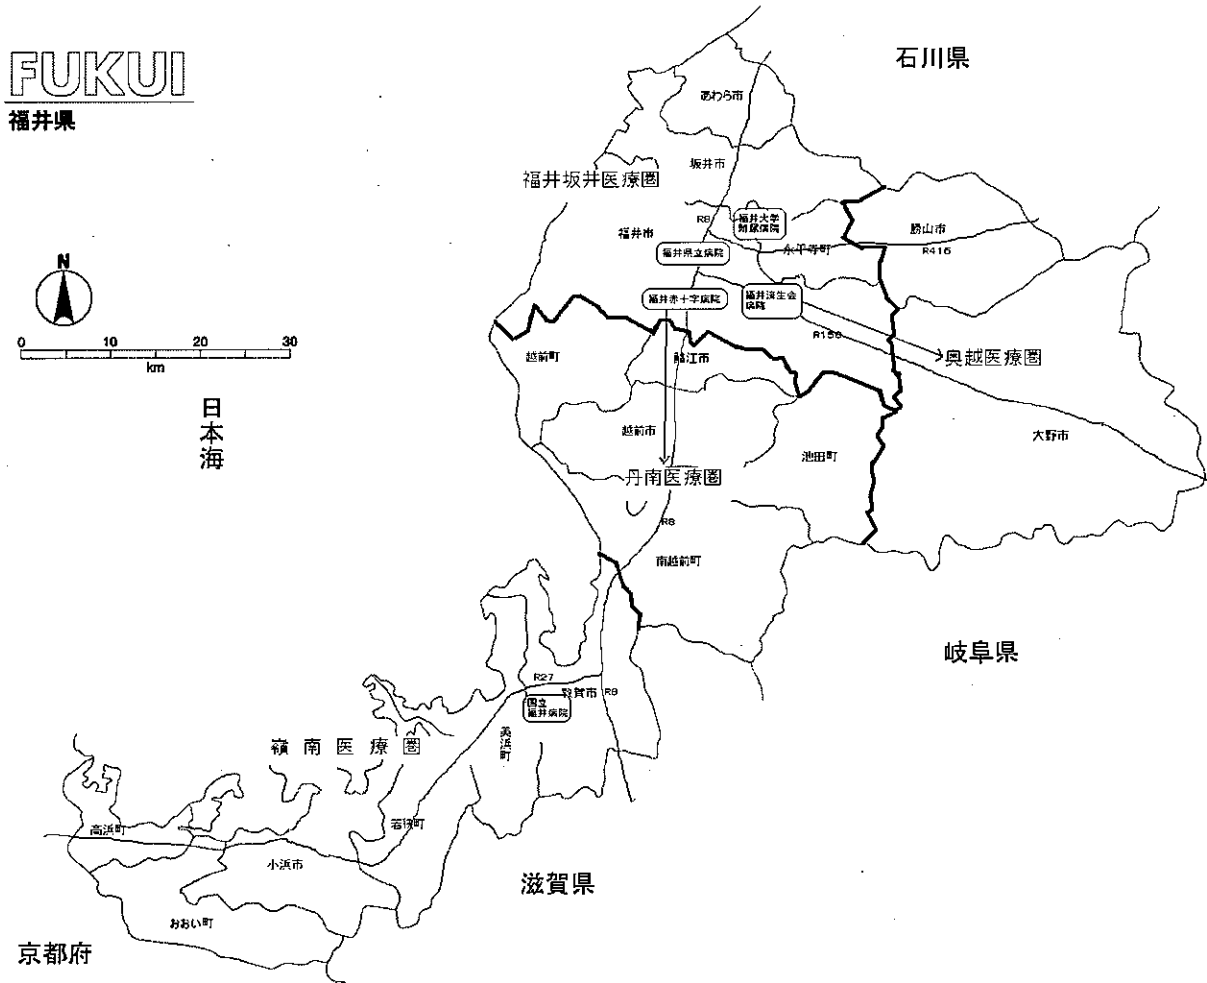 FUKUI
福井県
石川県
あわら市
坂井市
福井坂井医療圏
R8
福井大学
附属病院
福井市
勝山市
永平寺町
R416
福井県立病院
N
福井赤十字病院
福井済生会
病院
0 10 20 30
km
越前町
鯖江市
R158
奥越医療圏
日本海
越前市
大野市
池田町
丹南医療圏
R8
南越前町
岐阜県
R27
敦賀市
R8
国立
福井病院
美浜町
嶺南医療圏
高浜町
若狭町
小浜市
滋賀県
おおい町
京都府